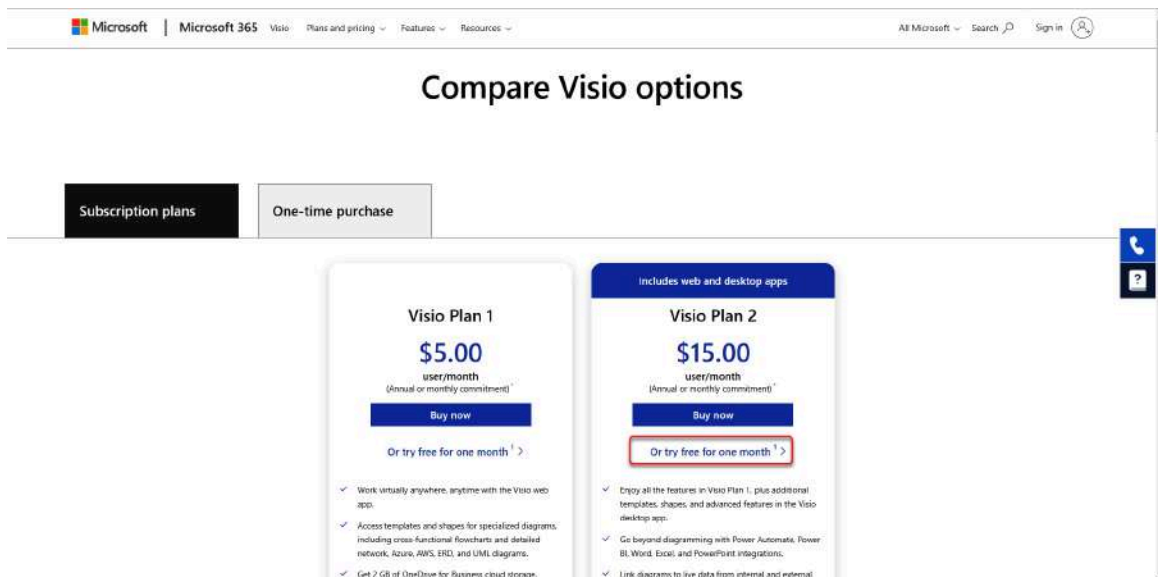 Microsoft | Microsoft 365 Visio Plans and pricing Features Resources All Microsoft Search Sign in
Compare Visio options
Subscription plans One-time purchase
Includes web and desktop apps
Visio Plan 1
$5.00
user/month
(Annual or monthly commitment)*
Buy now
Or try free for one month 1 >
Work virtually anywhere, anytime with the Visio web
app.
Access templates and shapes for specialized diagrams,
including cross-functional flowcharts and detailed
network, Azure, AWS, ERD, and UML diagrams.
Get 2 GB of OneDrive for Business cloud storage.
Visio Plan 2
$15.00
user/month
(Annual or monthly commitment)*
Buy now
Or try free for one month 1 >
Enjoy all the features in Visio Plan 1, plus additional
templates, shapes, and advanced features in the Visio
desktop app.
Go beyond diagramming with Power Automate, Power
BI, Word, Excel, and PowerPoint integrations.
Link diagrams to live data from internal and external